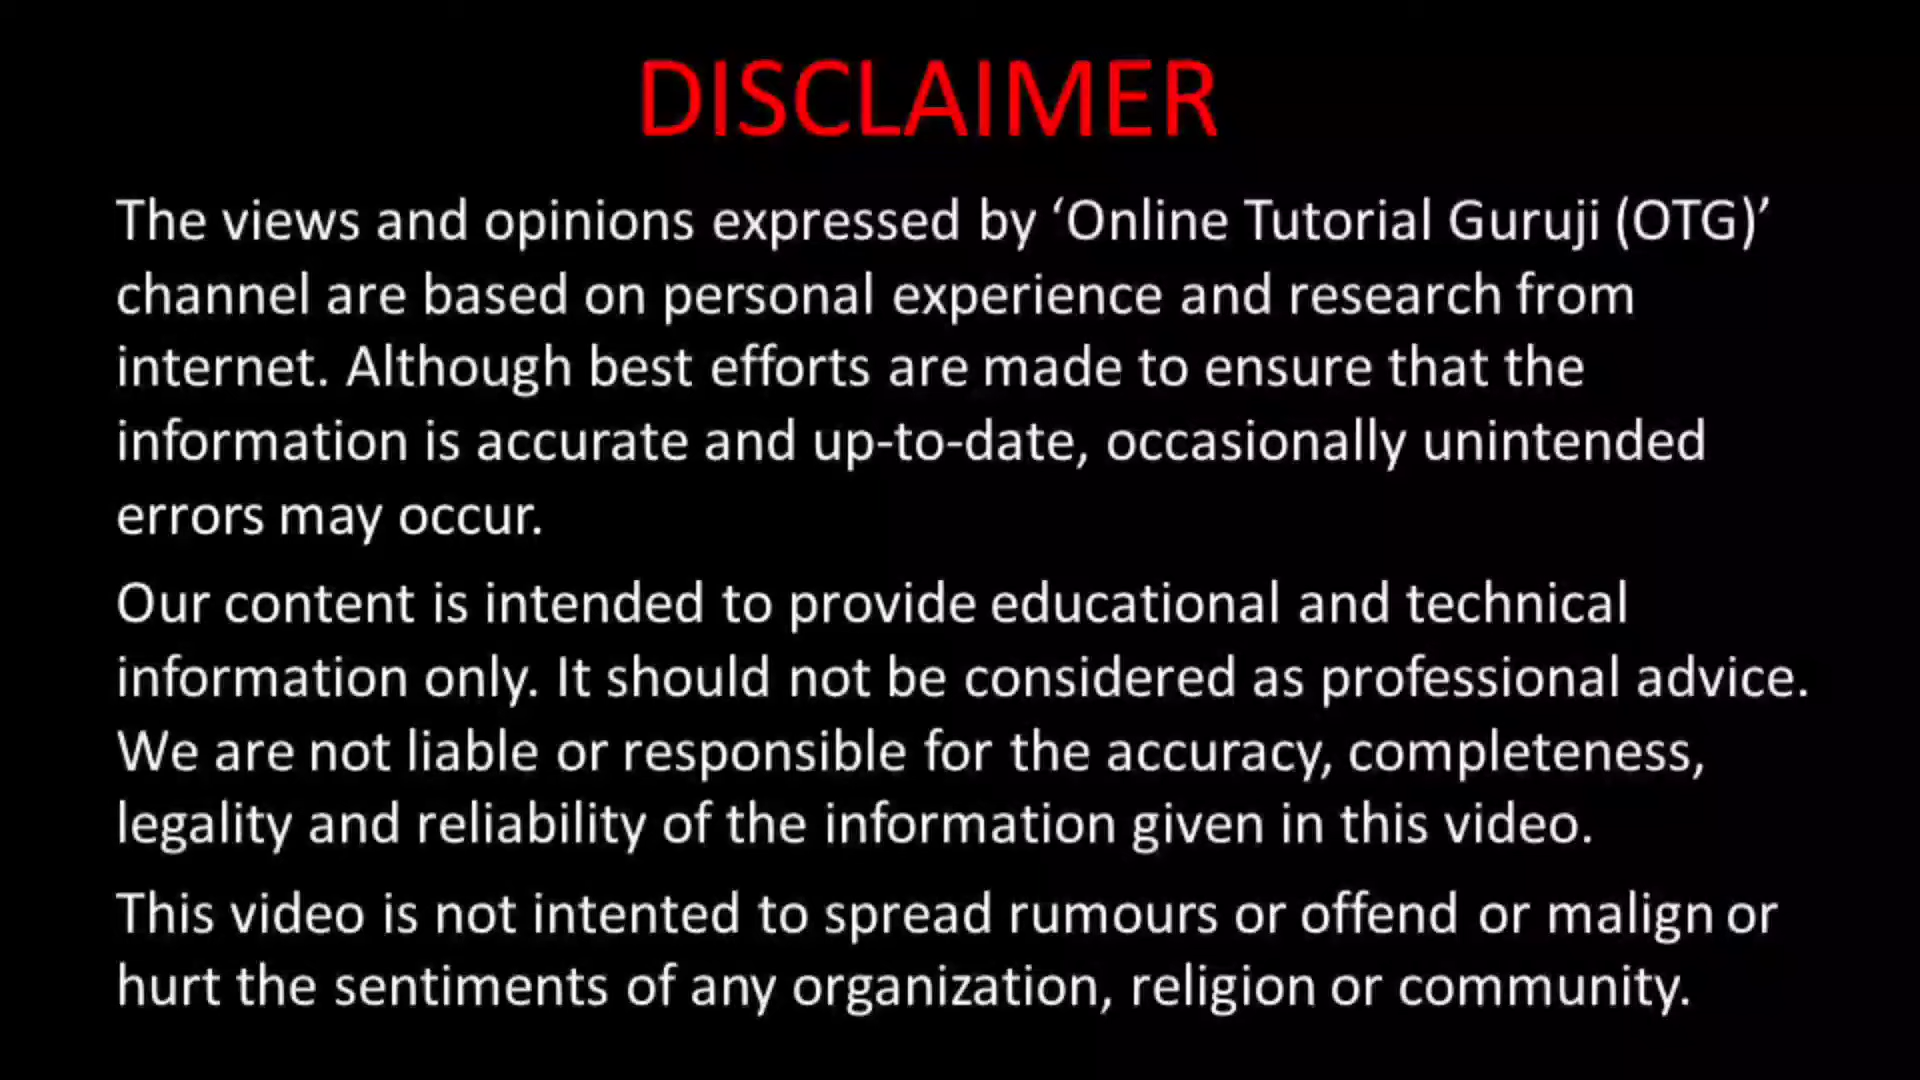 DISCLAIMER
The views and opinions expressed by ‘Online Tutorial Guruji (OTG)’
channel are based on personal experience and research from
internet. Although best efforts are made to ensure that the
information is accurate and up-to-date, occasionally unintended
errors may occur.
Our content is intended to provide educational and technical
information only. It should not be considered as professional advice.
We are not liable or responsible for the accuracy, completeness,
legality and reliability of the information given in this video.
This video is not intented to spread rumours or offend or malign or
hurt the sentiments of any organization, religion or community.